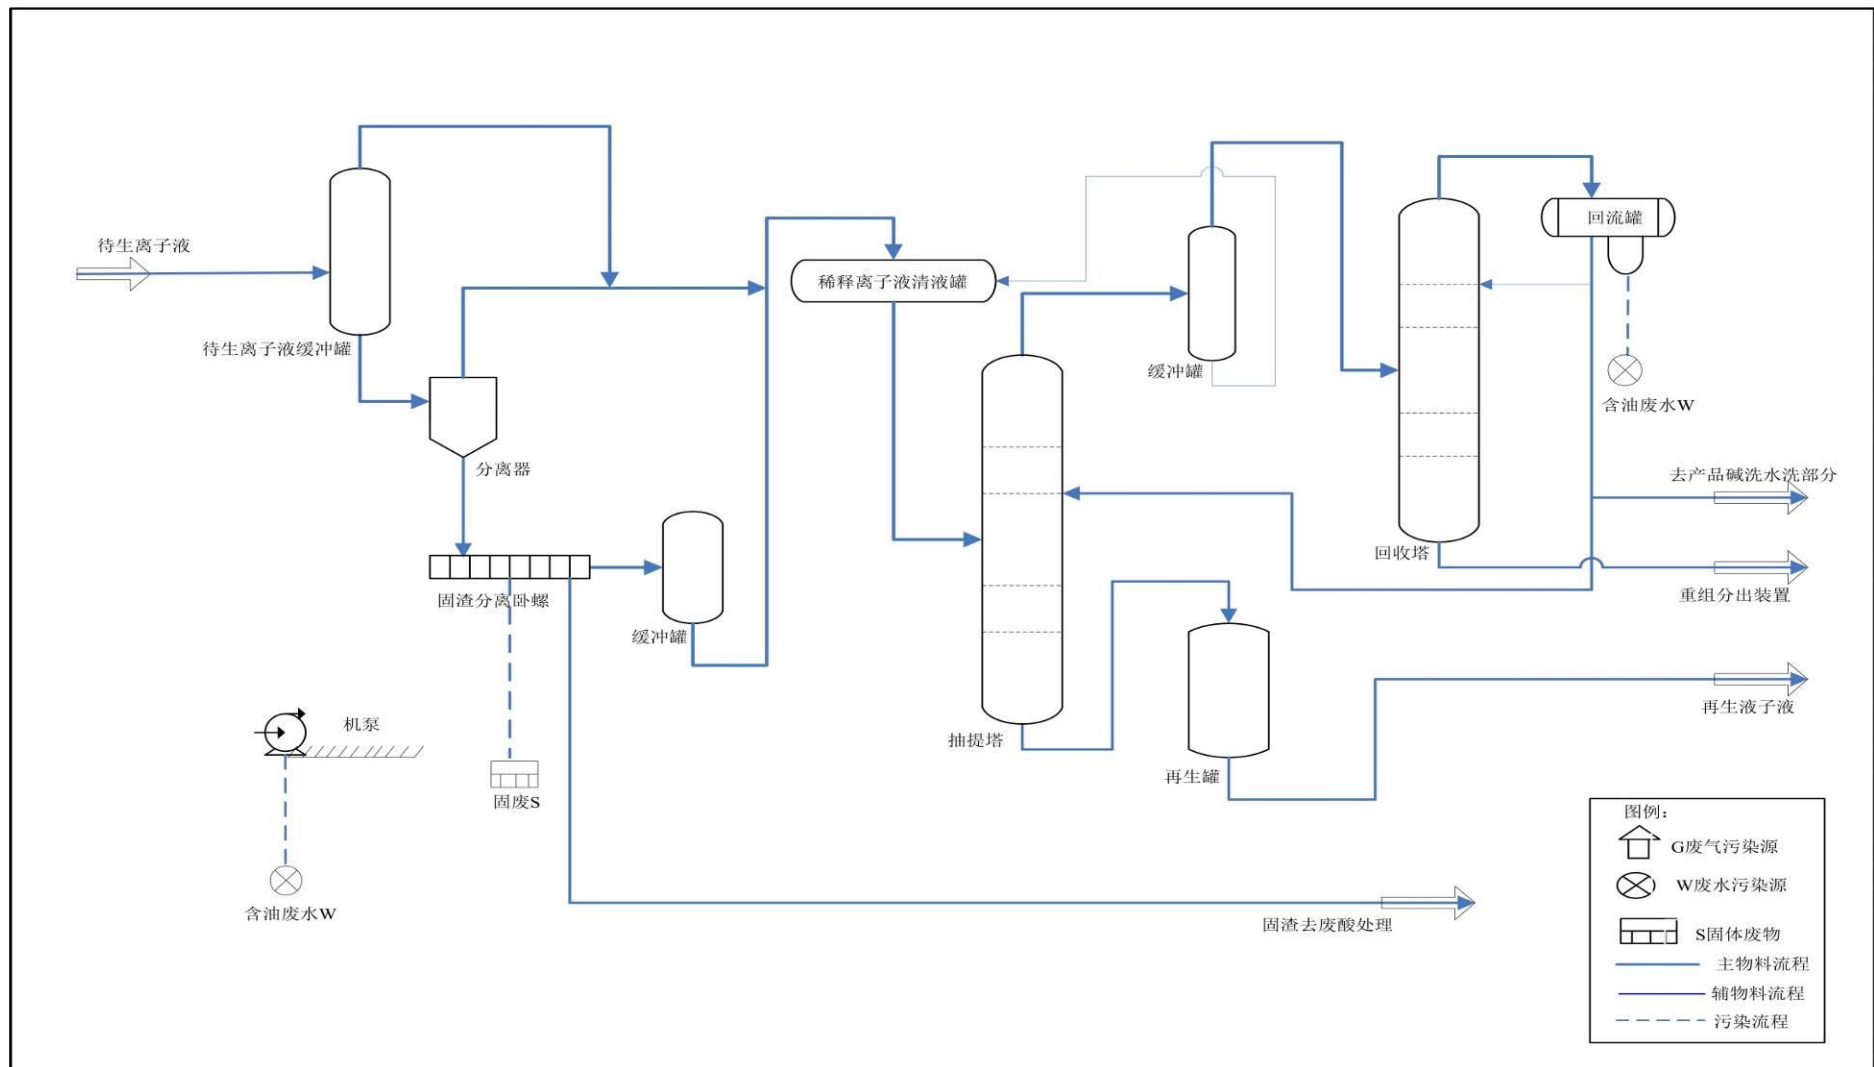 待生离子液
待生离子液缓冲罐
分离器
固渣分离卧螺
缓冲罐
稀释离子液清液罐
缓冲罐
回流罐
含油废水W
去产品碱洗水洗部分
回收塔
重组分出装置
抽提塔
再生罐
再生液子液
机泵
固废S
含油废水W
固渣去废酸处理
图例：
G废气污染源
W废水污染源
S固体废物
主物料流程
辅物料流程
污染流程